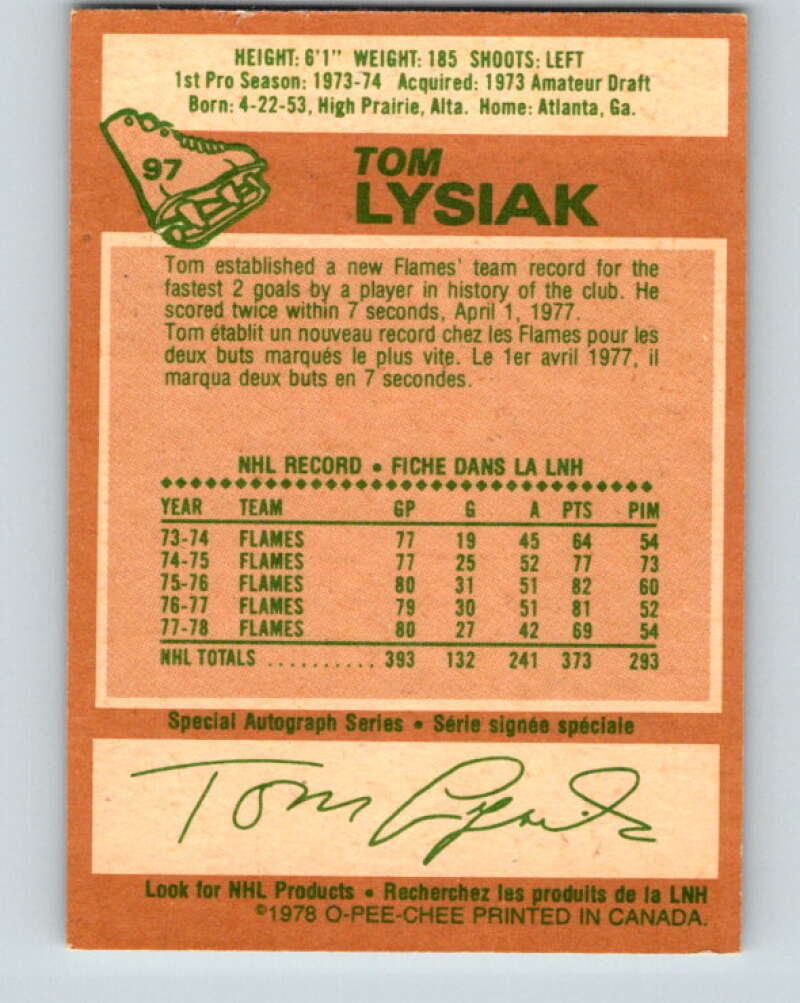 HEIGHT: 6'1" WEIGHT: 185 SHOOTS: LEFT
1st Pro Season: 1973-74 Acquired: 1973 Amateur Draft
Born: 4-22-53, High Prairie, Alta. Home: Atlanta, Ga.
97
TOM
LYSIAK
Tom established a new Flames' team record for the
fastest 2 goals by a player in history of the club. He
scored twice within 7 seconds, April 1, 1977.
Tom établit un nouveau record chez les Flames pour les
deux buts marqués le plus vite. Le 1er avril 1977, il
marqua deux buts en 7 secondes.
NHL RECORD • FICHE DANS LA LNH
YEAR TEAM GP G A PTS PIM
73-74 FLAMES 77 19 45 64 54
74-75 FLAMES 77 25 52 77 73
75-76 FLAMES 80 31 51 82 60
76-77 FLAMES 79 30 51 81 52
77-78 FLAMES 80 27 42 69 54
NHL TOTALS .......... 393 132 241 373 293
Special Autograph Series • Série signée spéciale
Tom Lysiak
Look for NHL Products • Recherchez les produits de la LNH
©1978 O-PEE-CHEE PRINTED IN CANADA.